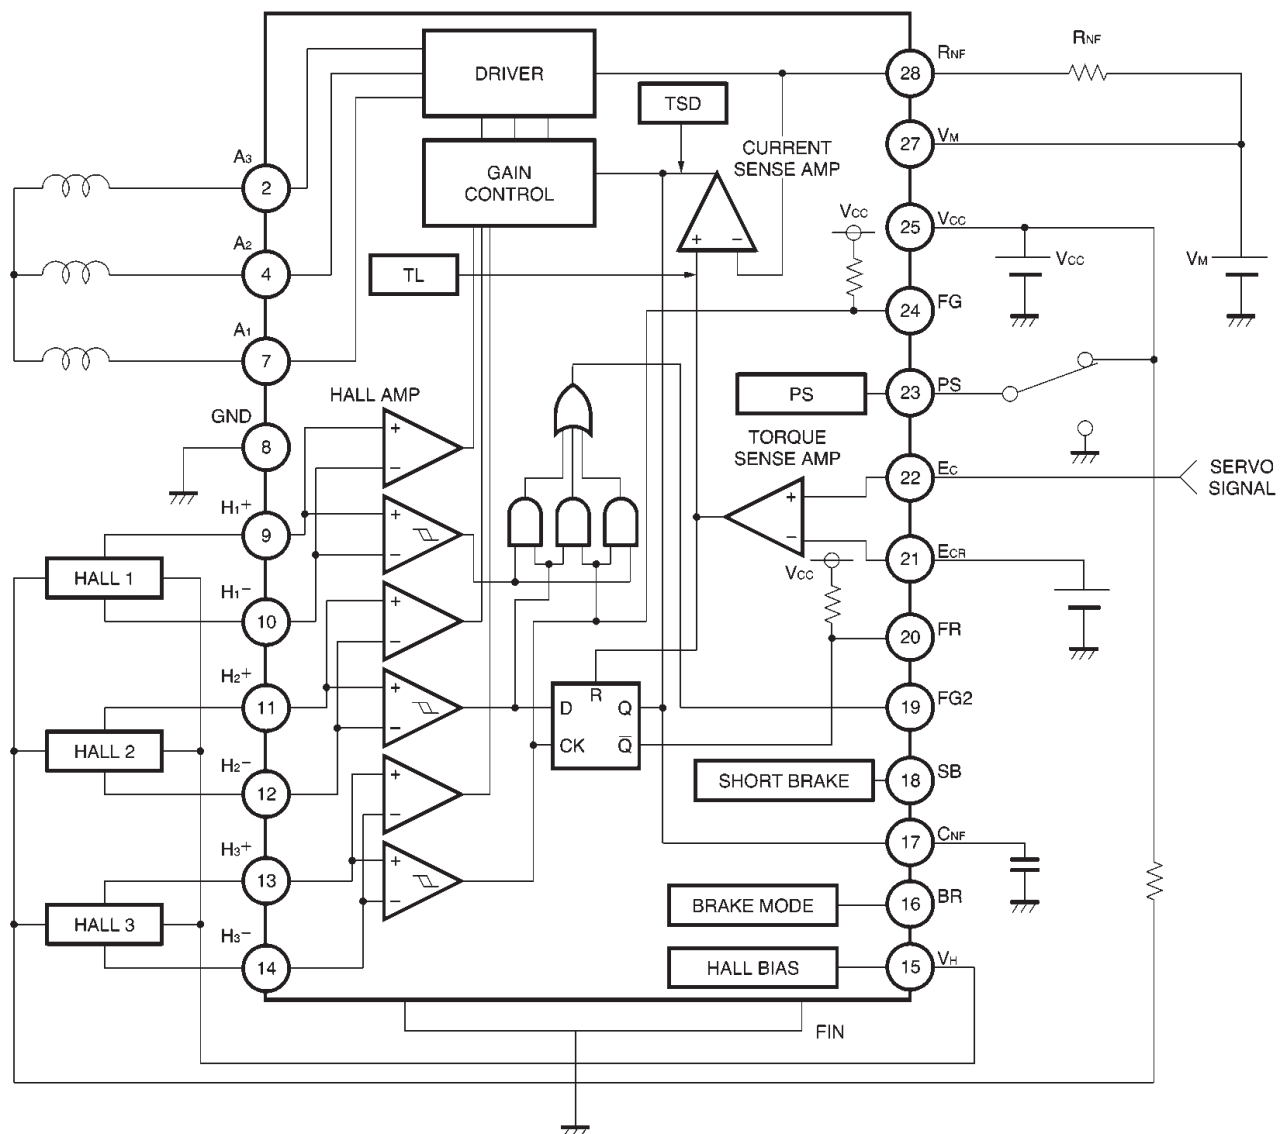 DRIVER
TSD
GAIN
CONTROL
CURRENT
SENSE AMP
TL
+
−
VCC
RNF
28
RNF
VM
27
VCC
25
VCC
VM
FG
24
PS
PS
23
A3
2
A2
4
A1
7
GND
8
HALL AMP
+
−
+
−
+
−
+
−
+
−
+
−
TORQUE
SENSE AMP
+
−
EC
22
SERVO
SIGNAL
ECR
21
VCC
FR
20
H1+
9
HALL 1
H1−
10
H2+
11
HALL 2
H2−
12
H3+
13
HALL 3
H3−
14
R
D
Q
CK
Q̅
FG2
19
SHORT BRAKE
SB
18
CNF
17
BRAKE MODE
BR
16
HALL BIAS
VH
15
FIN